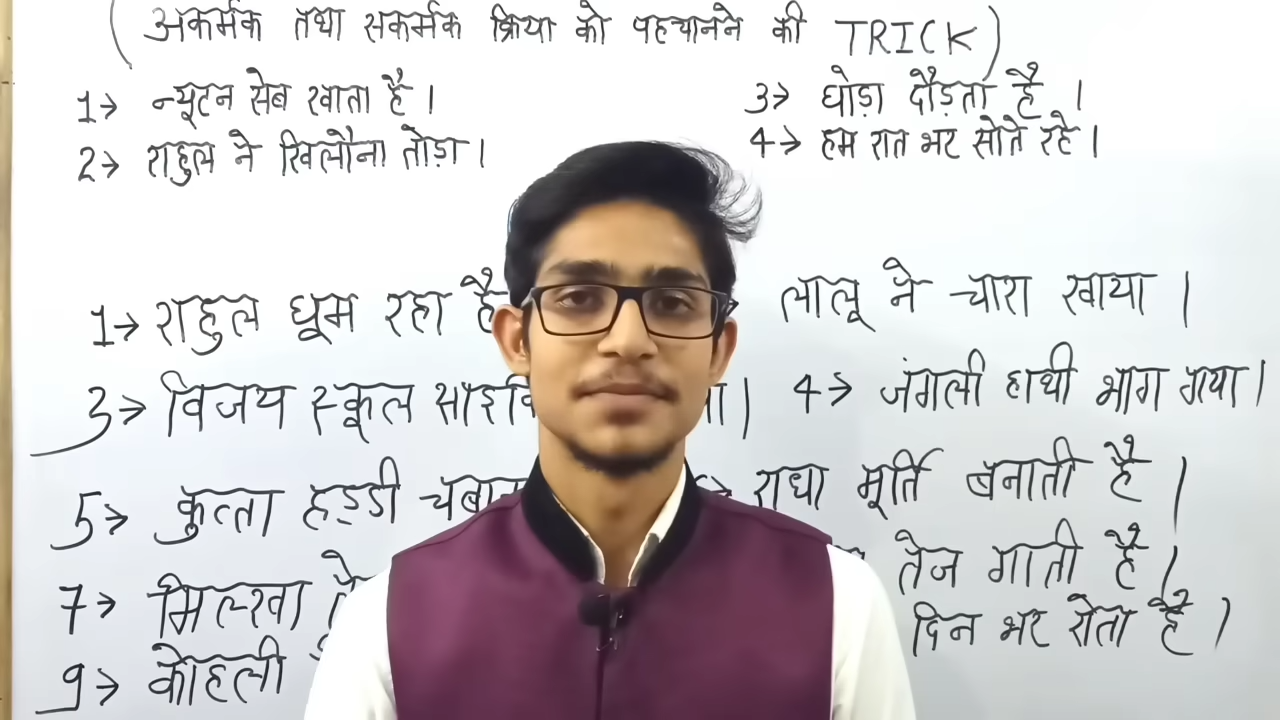 (अकर्मक तथा सकर्मक क्रिया को पहचानने की TRICK)
1→ न्यूटन सेब खाता है।
2→ राहुल ने खिलौना तोड़ा।
3→ घोड़ा दौड़ता है।
4→ हम रात भर सोते रहे।
1→ राहुल घूम रहा है
लालू ने चारा खाया।
3→ विजय स्कूल
4→ जंगली हाथी भाग गया।
5→ कुत्ता हड्डी
राधा मूर्ति बनाती है।
7→ मिल्खा
तेज गाती है।
9→ कोहली
दिन भर रोता है।